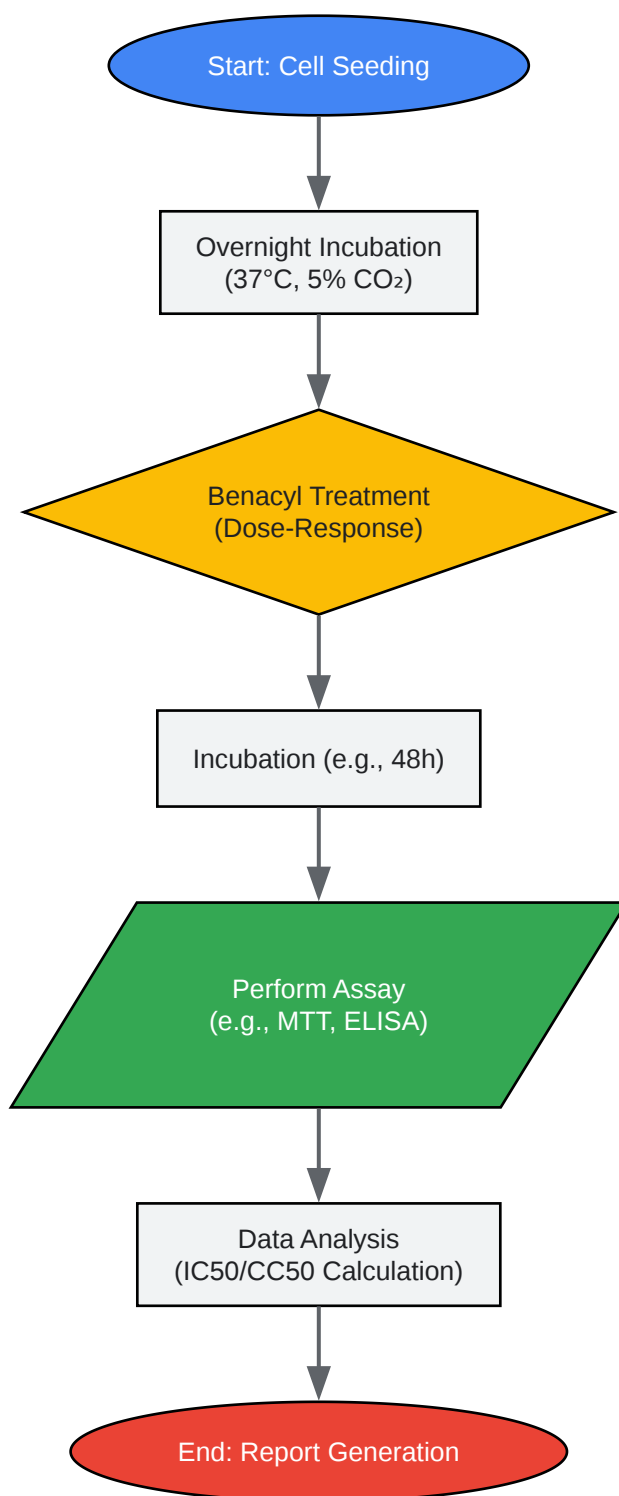 Start: Cell Seeding
Overnight Incubation
(37°C, 5% CO₂)
Benacyl Treatment
(Dose-Response)
Incubation (e.g., 48h)
Perform Assay
(e.g., MTT, ELISA)
Data Analysis
(IC50/CC50 Calculation)
End: Report Generation